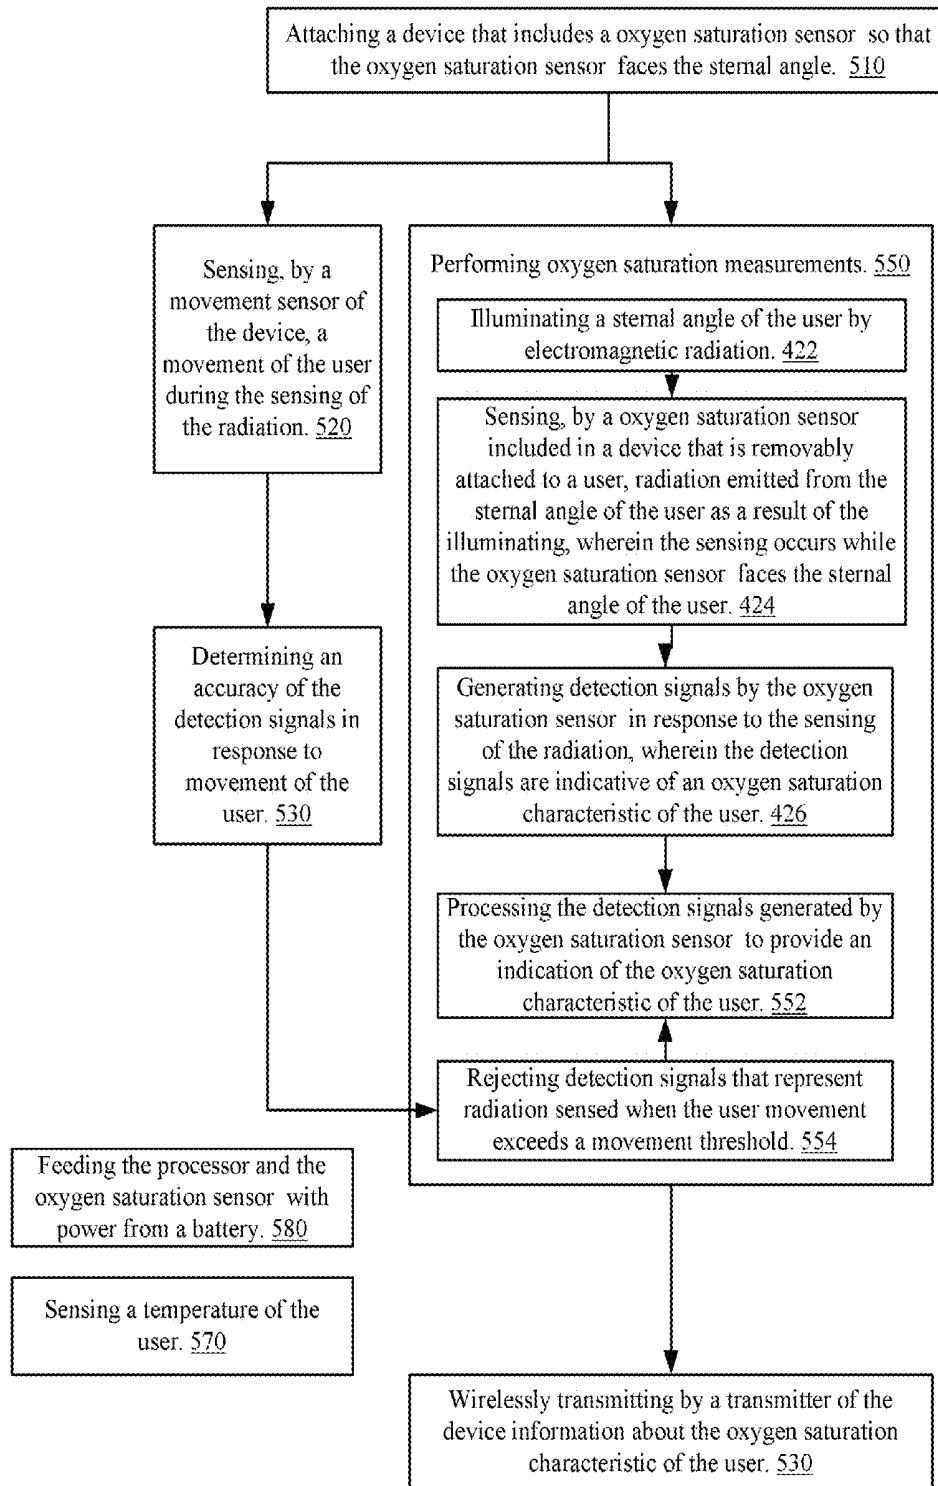 Attaching a device that includes a oxygen saturation sensor so that
the oxygen saturation sensor faces the sternal angle. 510
Sensing, by a
movement sensor of
the device, a
movement of the user
during the sensing of
the radiation. 520
Determining an
accuracy of the
detection signals in
response to
movement of the
user. 530
Performing oxygen saturation measurements. 550
Illuminating a sternal angle of the user by
electromagnetic radiation. 422
Sensing, by a oxygen saturation sensor
included in a device that is removably
attached to a user, radiation emitted from the
sternal angle of the user as a result of the
illuminating, wherein the sensing occurs while
the oxygen saturation sensor faces the sternal
angle of the user. 424
Generating detection signals by the oxygen
saturation sensor in response to the sensing
of the radiation, wherein the detection
signals are indicative of an oxygen saturation
characteristic of the user. 426
Processing the detection signals generated by
the oxygen saturation sensor to provide an
indication of the oxygen saturation
characteristic of the user. 552
Rejecting detection signals that represent
radiation sensed when the user movement
exceeds a movement threshold. 554
Feeding the processor and the
oxygen saturation sensor with
power from a battery. 580
Sensing a temperature of the
user. 570
Wirelessly transmitting by a transmitter of the
device information about the oxygen saturation
characteristic of the user. 530